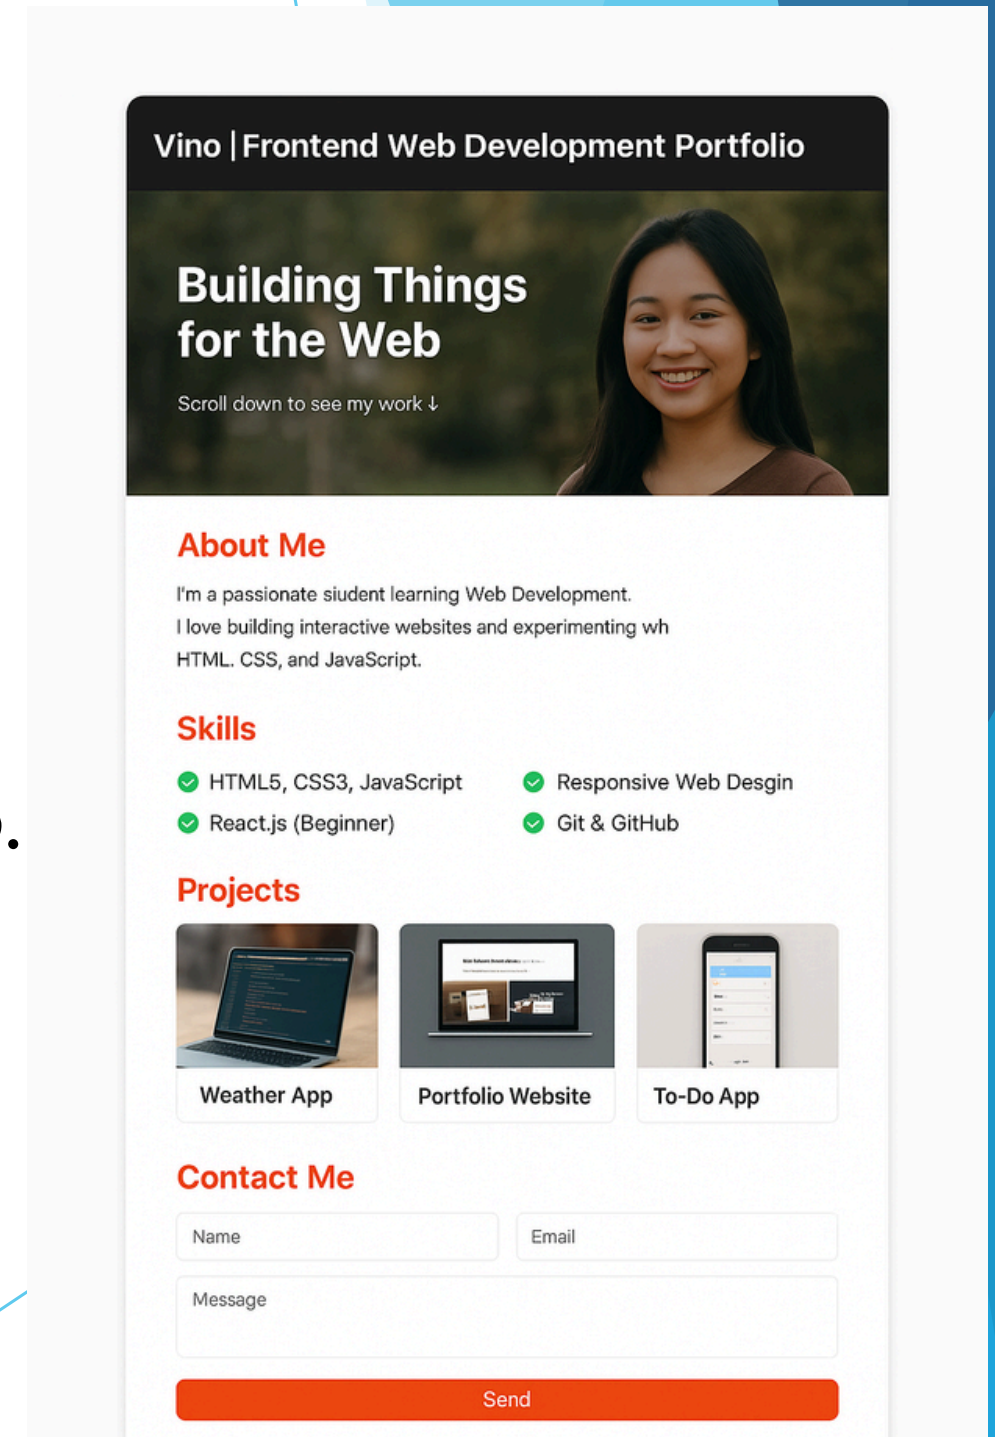 Vino | Frontend Web Development Portfolio
Building Things
for the Web
Scroll down to see my work ↓
About Me
I'm a passionate siudent learning Web Development.
I love building interactive websites and experimenting wh
HTML. CSS, and JavaScript.
Skills
HTML5, CSS3, JavaScript
Responsive Web Desgin
React.js (Beginner)
Git & GitHub
Projects
Weather App
Portfolio Website
To-Do App
Contact Me
Name
Email
Message
Send